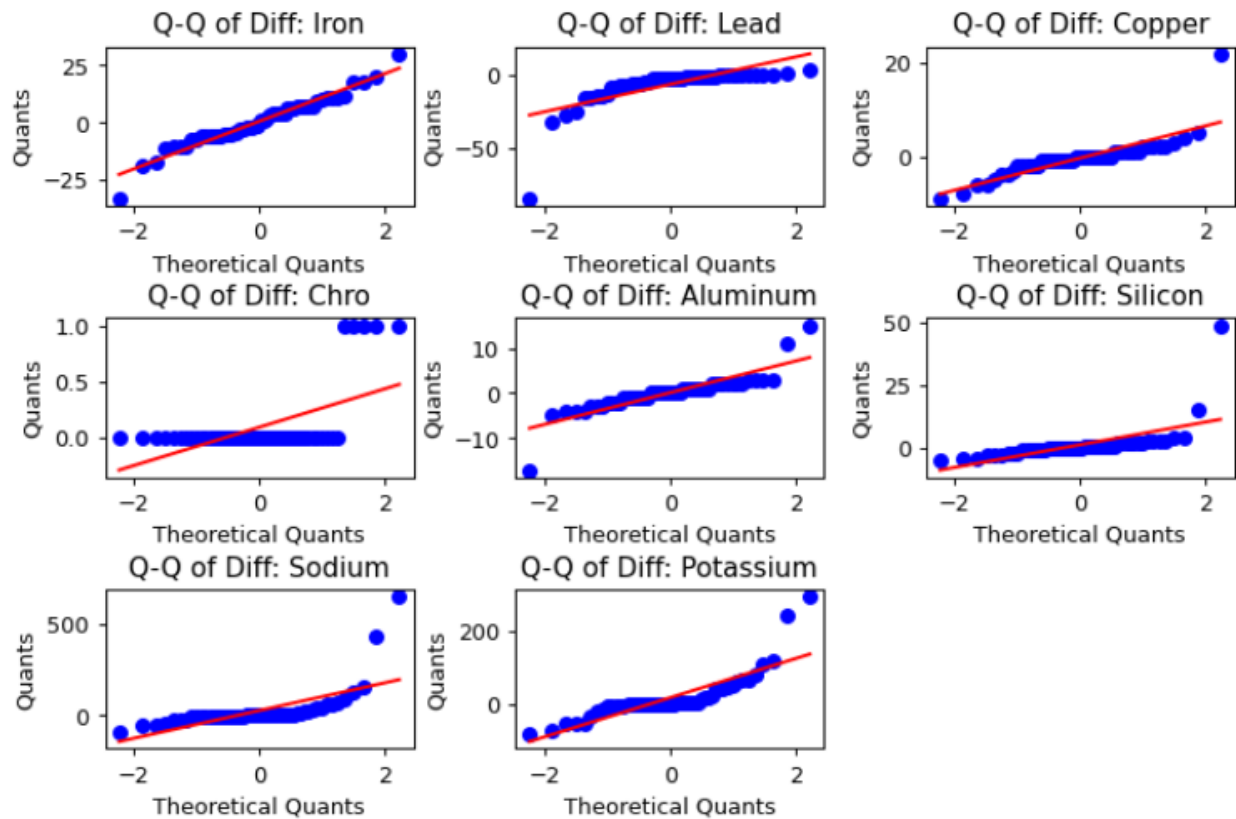 Q-Q of Diff: Iron
Q-Q of Diff: Lead
Q-Q of Diff: Copper
Quants
25
0
−25
−2
0
2
Theoretical Quants
Quants
0
−50
−2
0
2
Theoretical Quants
Quants
20
0
−2
0
2
Theoretical Quants
Q-Q of Diff: Chro
Q-Q of Diff: Aluminum
Q-Q of Diff: Silicon
Quants
1.0
0.5
0.0
−2
0
2
Theoretical Quants
Quants
10
0
−10
−2
0
2
Theoretical Quants
Quants
50
25
0
−2
0
2
Theoretical Quants
Q-Q of Diff: Sodium
Q-Q of Diff: Potassium
Quants
500
0
−2
0
2
Theoretical Quants
Quants
200
0
−2
0
2
Theoretical Quants